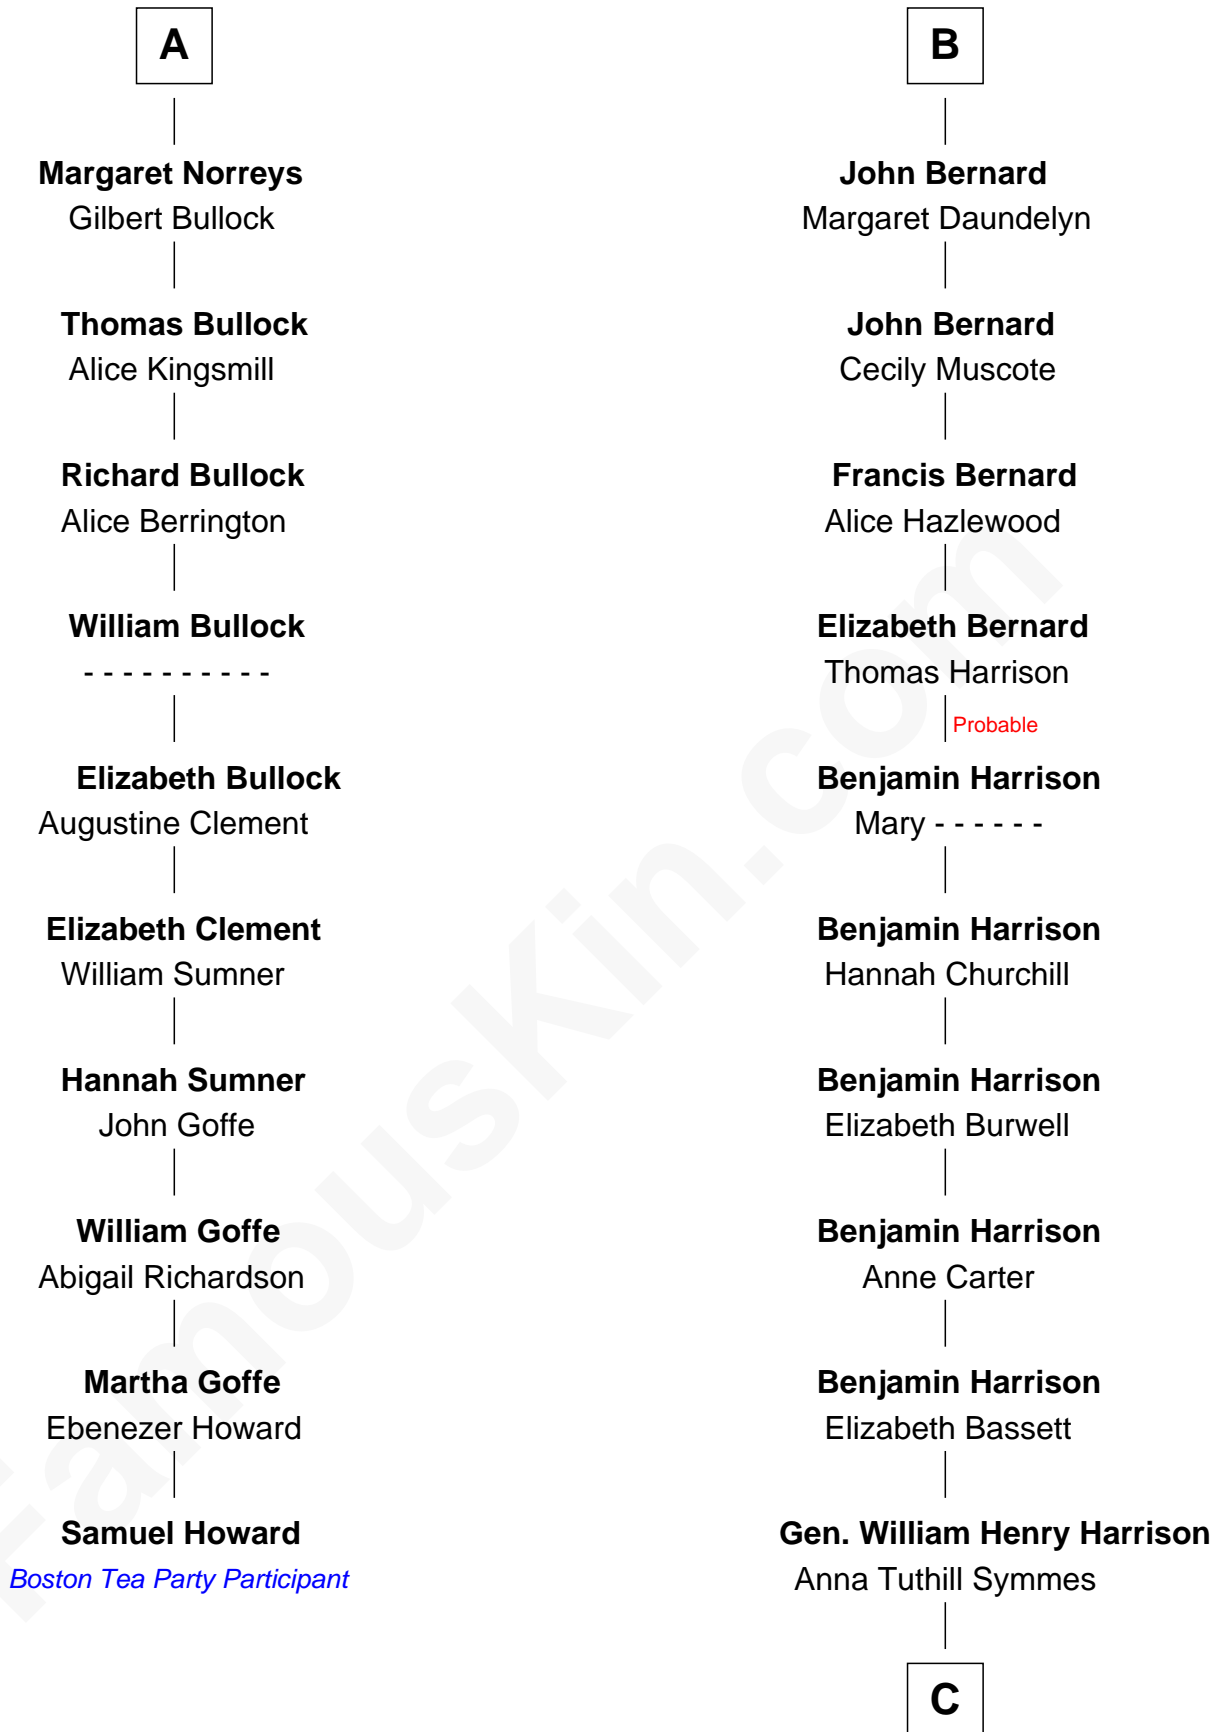 A
Margaret Norreys
Gilbert Bullock
Thomas Bullock
Alice Kingsmill
Richard Bullock
Alice Berrington
William Bullock
- - - - - - - - - -
Elizabeth Bullock
Augustine Clement
Elizabeth Clement
William Sumner
Hannah Sumner
John Goffe
William Goffe
Abigail Richardson
Martha Goffe
Ebenezer Howard
Samuel Howard
Boston Tea Party Participant
B
John Bernard
Margaret Daundelyn
John Bernard
Cecily Muscote
Francis Bernard
Alice Hazlewood
Elizabeth Bernard
Thomas Harrison
Probable
Benjamin Harrison
Mary - - - - - -
Benjamin Harrison
Hannah Churchill
Benjamin Harrison
Elizabeth Burwell
Benjamin Harrison
Anne Carter
Benjamin Harrison
Elizabeth Bassett
Gen. William Henry Harrison
Anna Tuthill Symmes
C
FamousKin.com